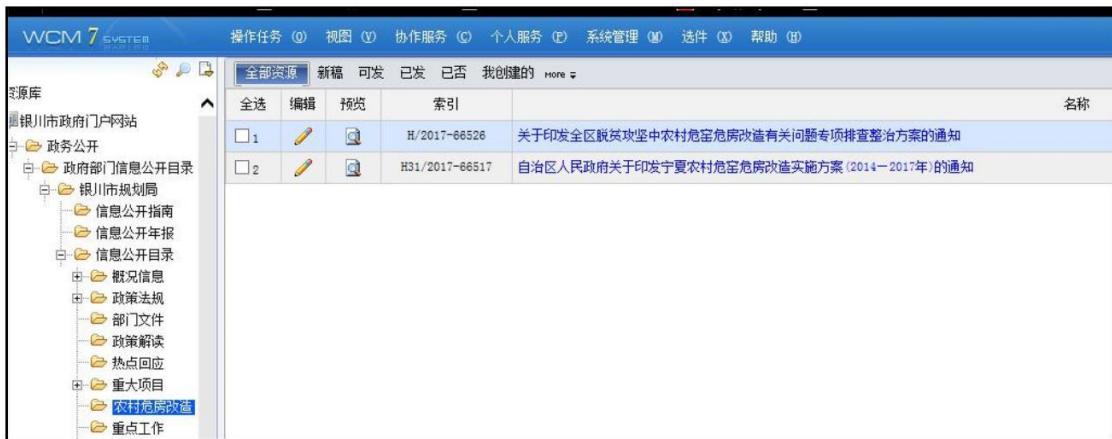 WCM 7 SYSTEM
操作任务 (O) 视图 (V) 协作服务 (C) 个人服务 (P) 系统管理 (M) 选件 (X) 帮助 (H)
全部资源 新稿 可发 已发 已否 我创建的 More
资源库
银川市政府门户网站
政务公开
政府部门信息公开目录
银川市规划局
信息公开指南
信息公开年报
信息公开目录
概况信息
政策法规
部门文件
政策解读
热点回应
重大项目
农村危房改造
重点工作
全选 编辑 预览 索引 名称
1 H/2017-66526 关于印发全区脱贫攻坚中农村危窑危房改造有关问题专项排查整治方案的通知
2 H31/2017-66517 自治区人民政府关于印发宁夏农村危窑危房改造实施方案(2014-2017年)的通知